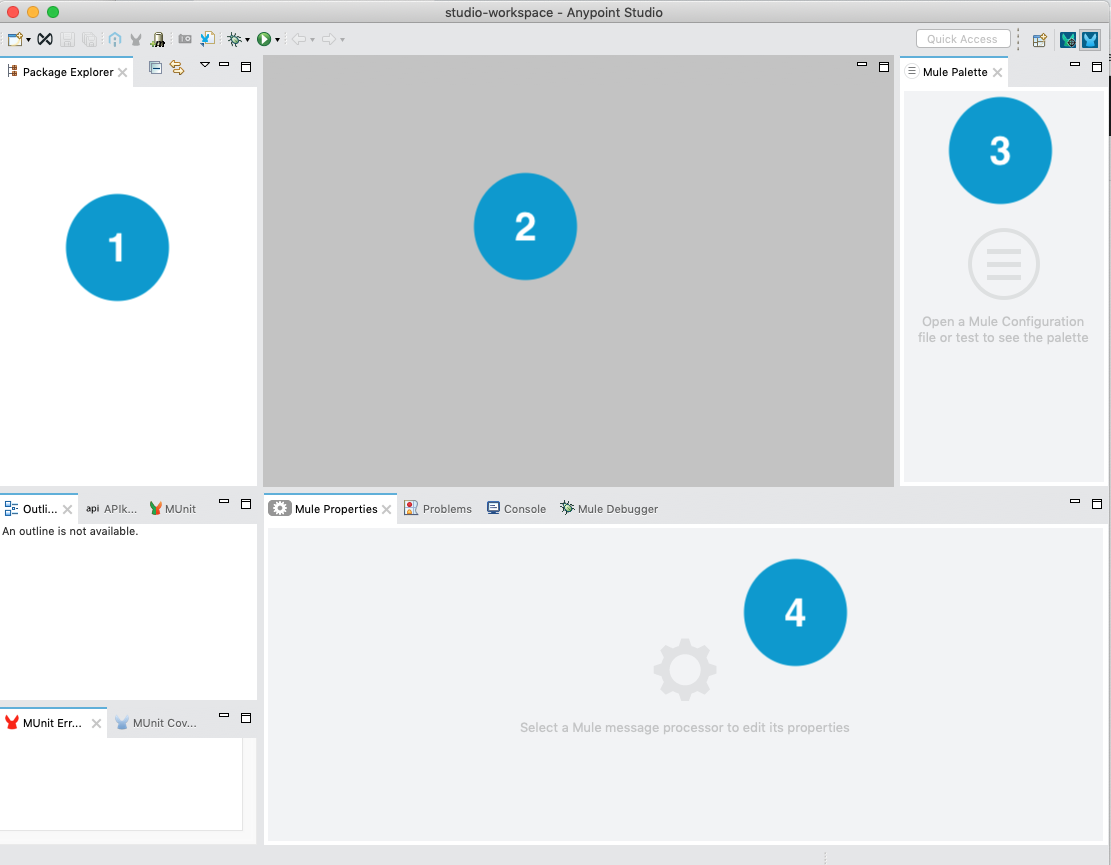 studio-workspace - Anypoint Studio
Quick Access
Package Explorer
Mule Palette
1
2
3
Open a Mule Configuration
file or test to see the palette
Outli...
api APIk...
MUnit
An outline is not available.
Mule Properties
Problems
Console
Mule Debugger
4
Select a Mule message processor to edit its properties
MUnit Err...
MUnit Cov...